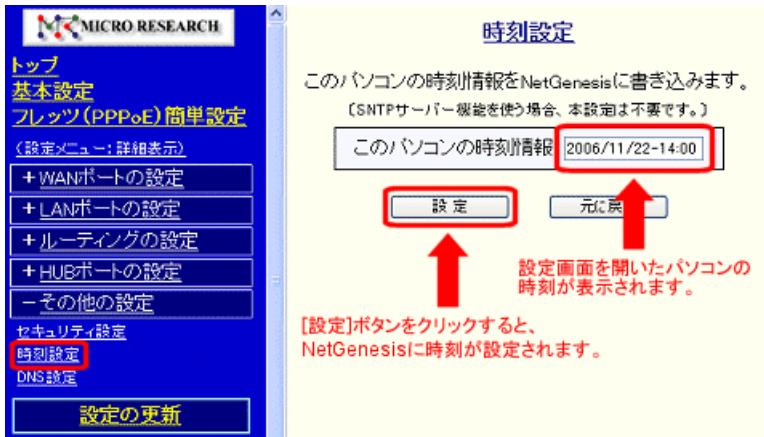 MICRO RESEARCH
トップ
基本設定
フレッツ(PPPoE)簡単設定
(設定メニュー:詳細表示)
+WANポートの設定
+LANポートの設定
+ルーティングの設定
+HUBポートの設定
-その他の設定
セキュリティ設定
時刻設定
DNS設定
設定の更新
時刻設定
このパソコンの時刻情報をNetGenesisに書き込みます。
(SNTPサーバー機能を使う場合、本設定は不要です。)
このパソコンの時刻情報 2006/11/22-14:00
設定 元に戻
設定画面を開いたパソコンの
時刻が表示されます。
[設定]ボタンをクリックすると、
NetGenesisに時刻が設定されます。